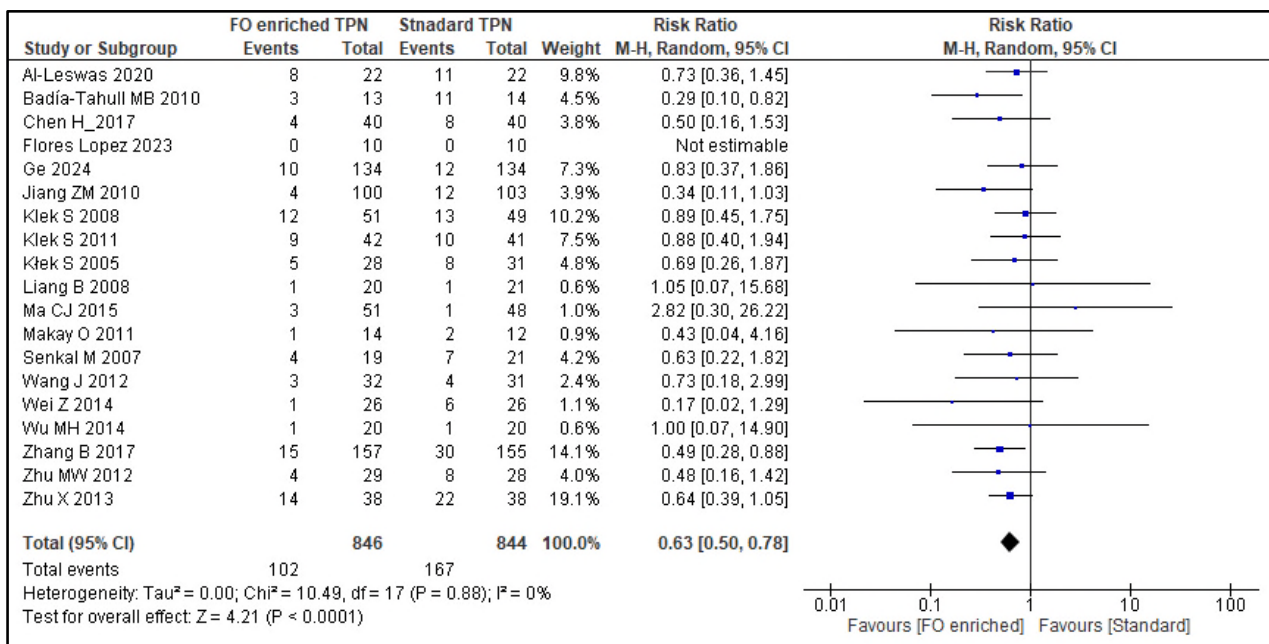 FO enriched TPN Stnadard TPN Risk Ratio Risk Ratio
Study or Subgroup Events Total Events Total Weight M-H, Random, 95% CI M-H, Random, 95% CI
Al-Leswas 2020 8 22 11 22 9.8% 0.73 [0.36, 1.45]
Badía-Tahull MB 2010 3 13 11 14 4.5% 0.29 [0.10, 0.82]
Chen H_2017 4 40 8 40 3.8% 0.50 [0.16, 1.53]
Flores Lopez 2023 0 10 0 10 Not estimable
Ge 2024 10 134 12 134 7.3% 0.83 [0.37, 1.86]
Jiang ZM 2010 4 100 12 103 3.9% 0.34 [0.11, 1.03]
Klek S 2008 12 51 13 49 10.2% 0.89 [0.45, 1.75]
Klek S 2011 9 42 10 41 7.5% 0.88 [0.40, 1.94]
Kłek S 2005 5 28 8 31 4.8% 0.69 [0.26, 1.87]
Liang B 2008 1 20 1 21 0.6% 1.05 [0.07, 15.68]
Ma CJ 2015 3 51 1 48 0.9% 2.82 [0.30, 26.22]
Makay O 2011 1 14 2 12 0.9% 0.43 [0.04, 4.16]
Senkal M 2007 4 19 7 21 4.2% 0.63 [0.22, 1.82]
Wang J 2012 3 32 4 31 2.4% 0.73 [0.18, 2.99]
Wei Z 2014 1 26 6 26 1.1% 0.17 [0.02, 1.29]
Wu MH 2014 1 20 1 20 0.6% 1.00 [0.07, 14.90]
Zhang B 2017 15 157 30 155 14.1% 0.49 [0.28, 0.88]
Zhu MW 2012 4 29 8 28 4.0% 0.48 [0.16, 1.42]
Zhu X 2013 14 38 22 38 19.1% 0.64 [0.39, 1.05]
Total (95% CI) 846 844 100.0% 0.63 [0.50, 0.78]
Total events 102 167
Heterogeneity: Tau² = 0.00; Chi² = 10.49, df = 17 (P = 0.88); I² = 0%
Test for overall effect: Z = 4.21 (P < 0.0001)
0.01 0.1 1 10 100
Favours [FO enriched] Favours [Standard]